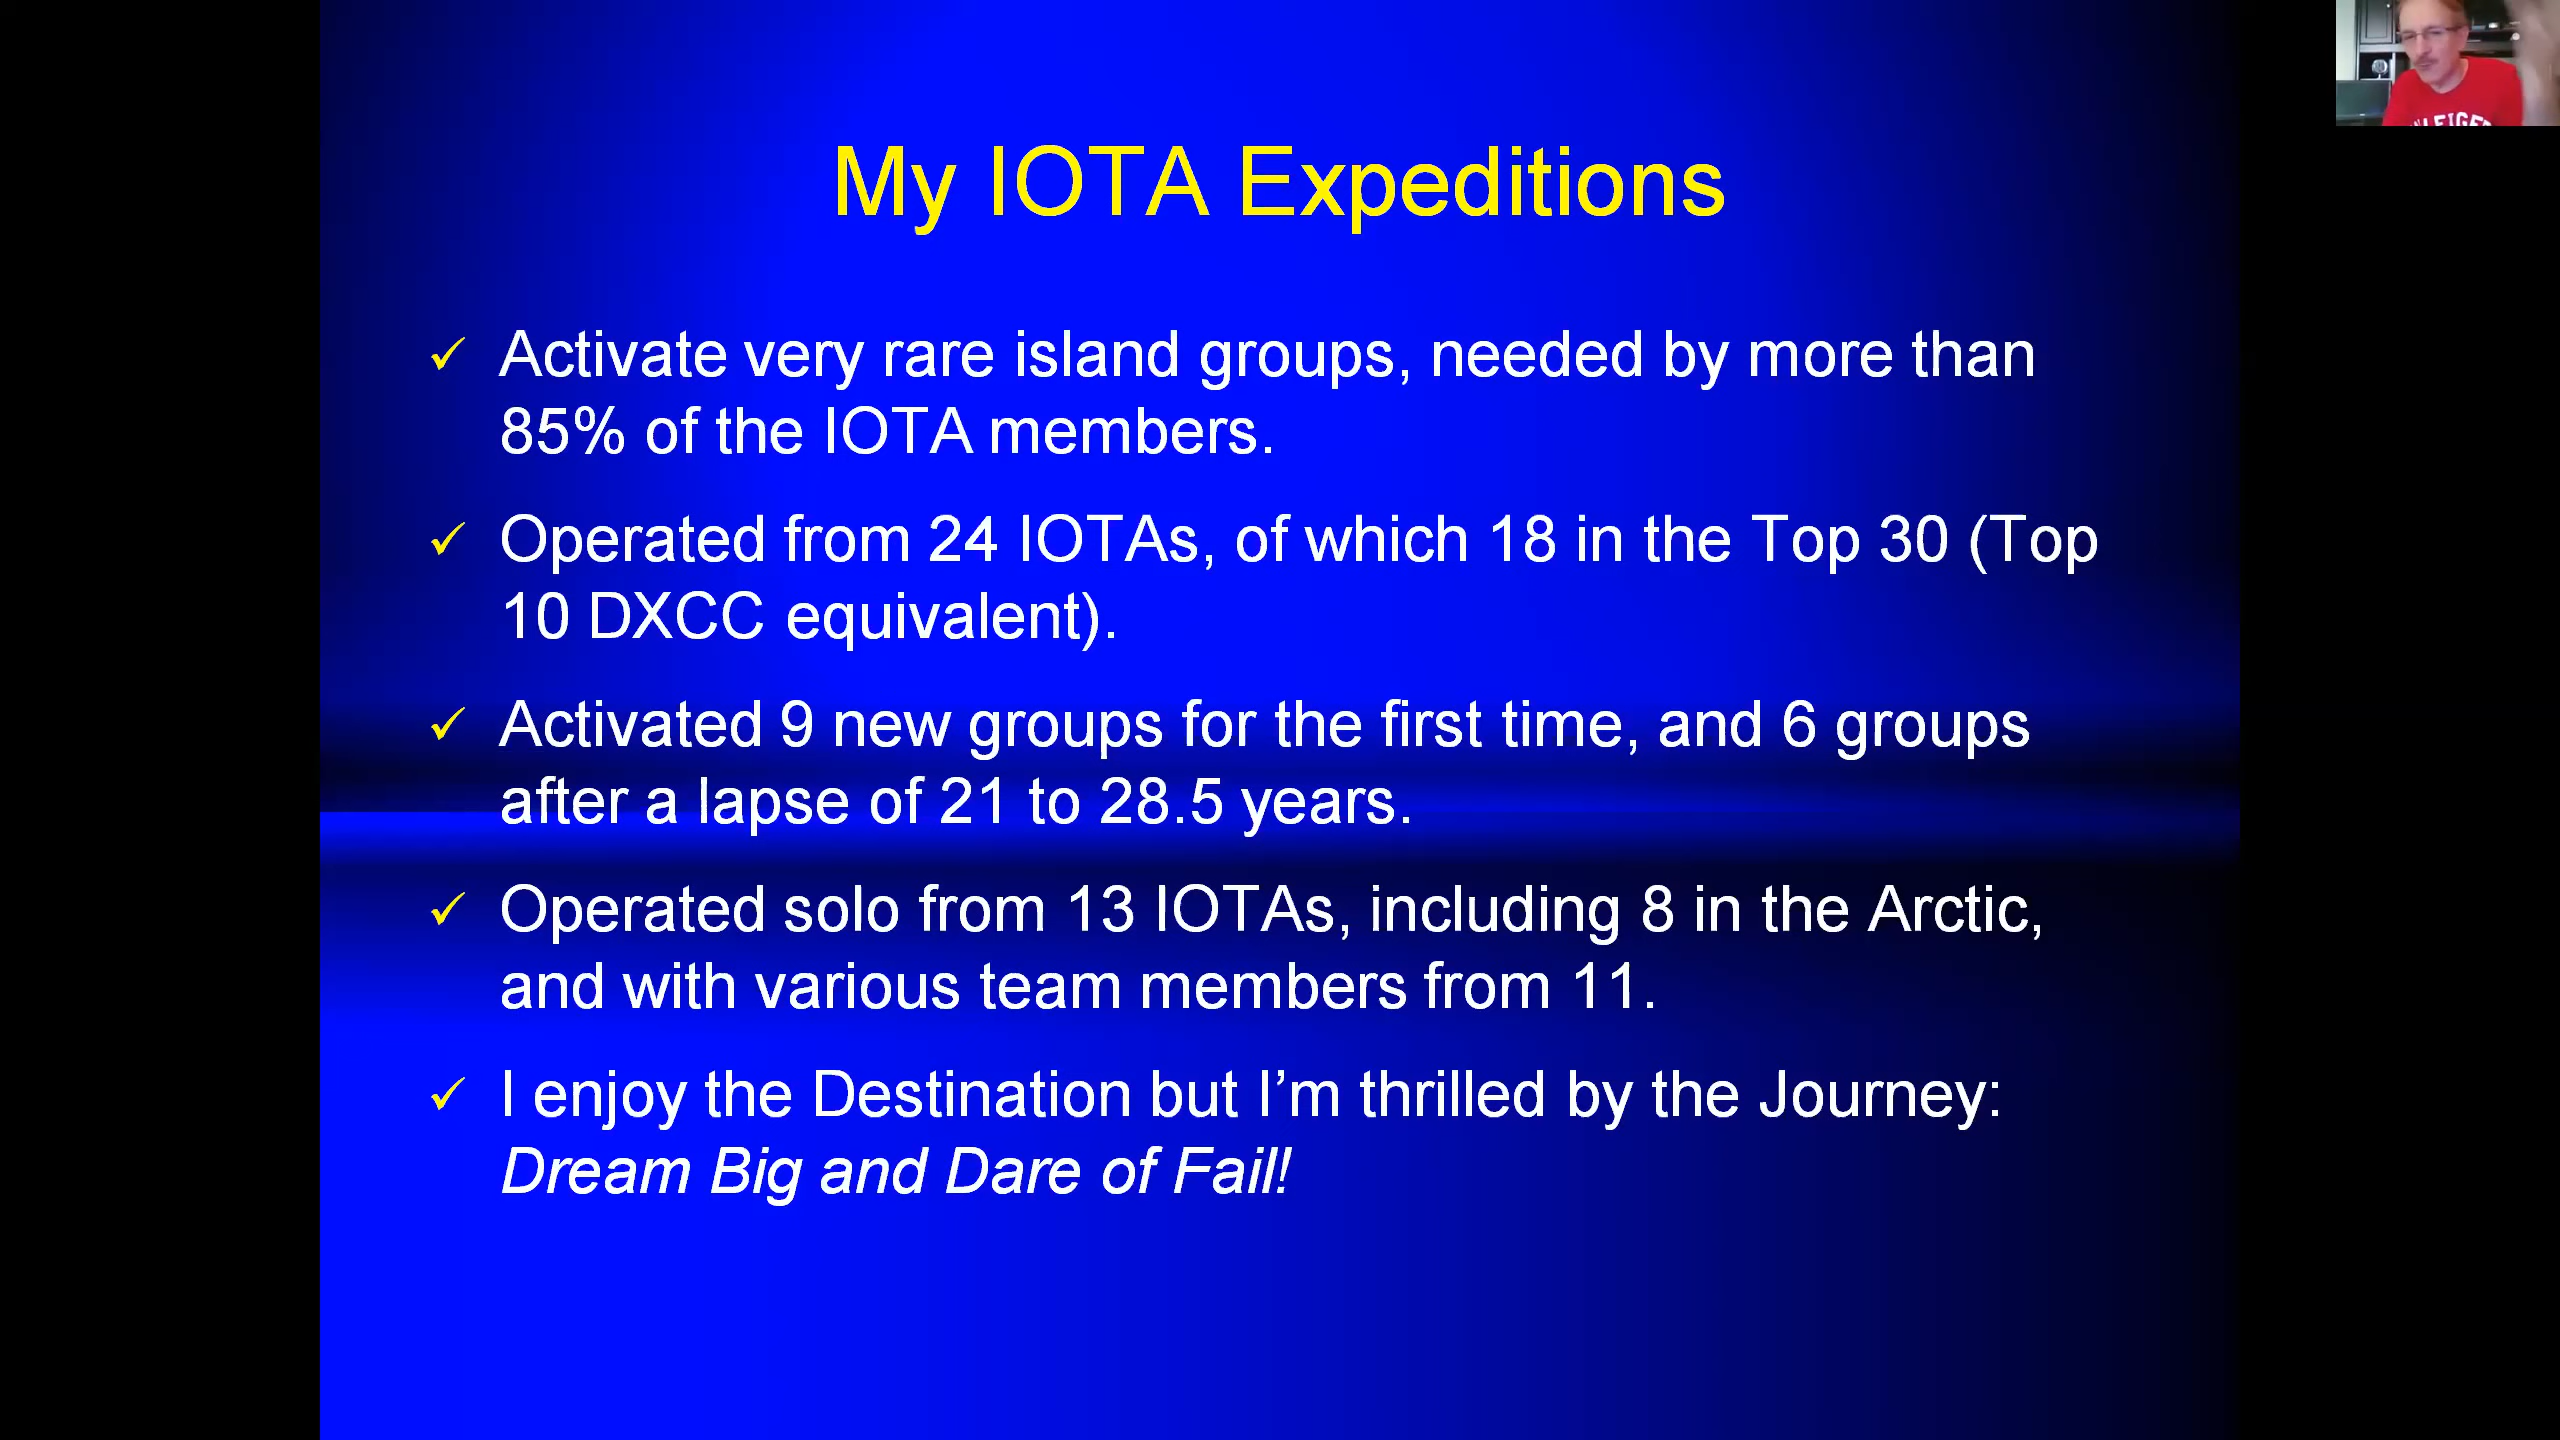 My IOTA Expeditions
✓ Activate very rare island groups, needed by more than
85% of the IOTA members.
✓ Operated from 24 IOTAs, of which 18 in the Top 30 (Top
10 DXCC equivalent).
✓ Activated 9 new groups for the first time, and 6 groups
after a lapse of 21 to 28.5 years.
✓ Operated solo from 13 IOTAs, including 8 in the Arctic,
and with various team members from 11.
✓ I enjoy the Destination but I’m thrilled by the Journey:
Dream Big and Dare of Fail!